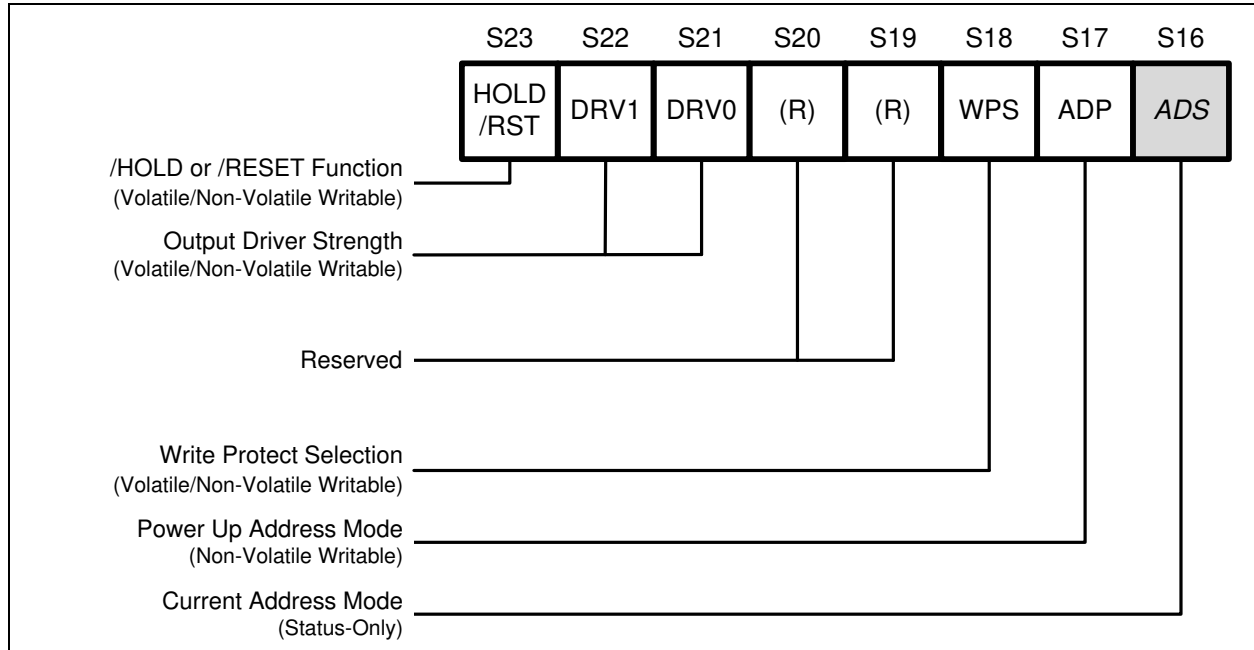 S23 S22 S21 S20 S19 S18 S17 S16
HOLD
/RST DRV1 DRV0 (R) (R) WPS ADP ADS
/HOLD or /RESET Function
(Volatile/Non-Volatile Writable)
Output Driver Strength
(Volatile/Non-Volatile Writable)
Reserved
Write Protect Selection
(Volatile/Non-Volatile Writable)
Power Up Address Mode
(Non-Volatile Writable)
Current Address Mode
(Status-Only)